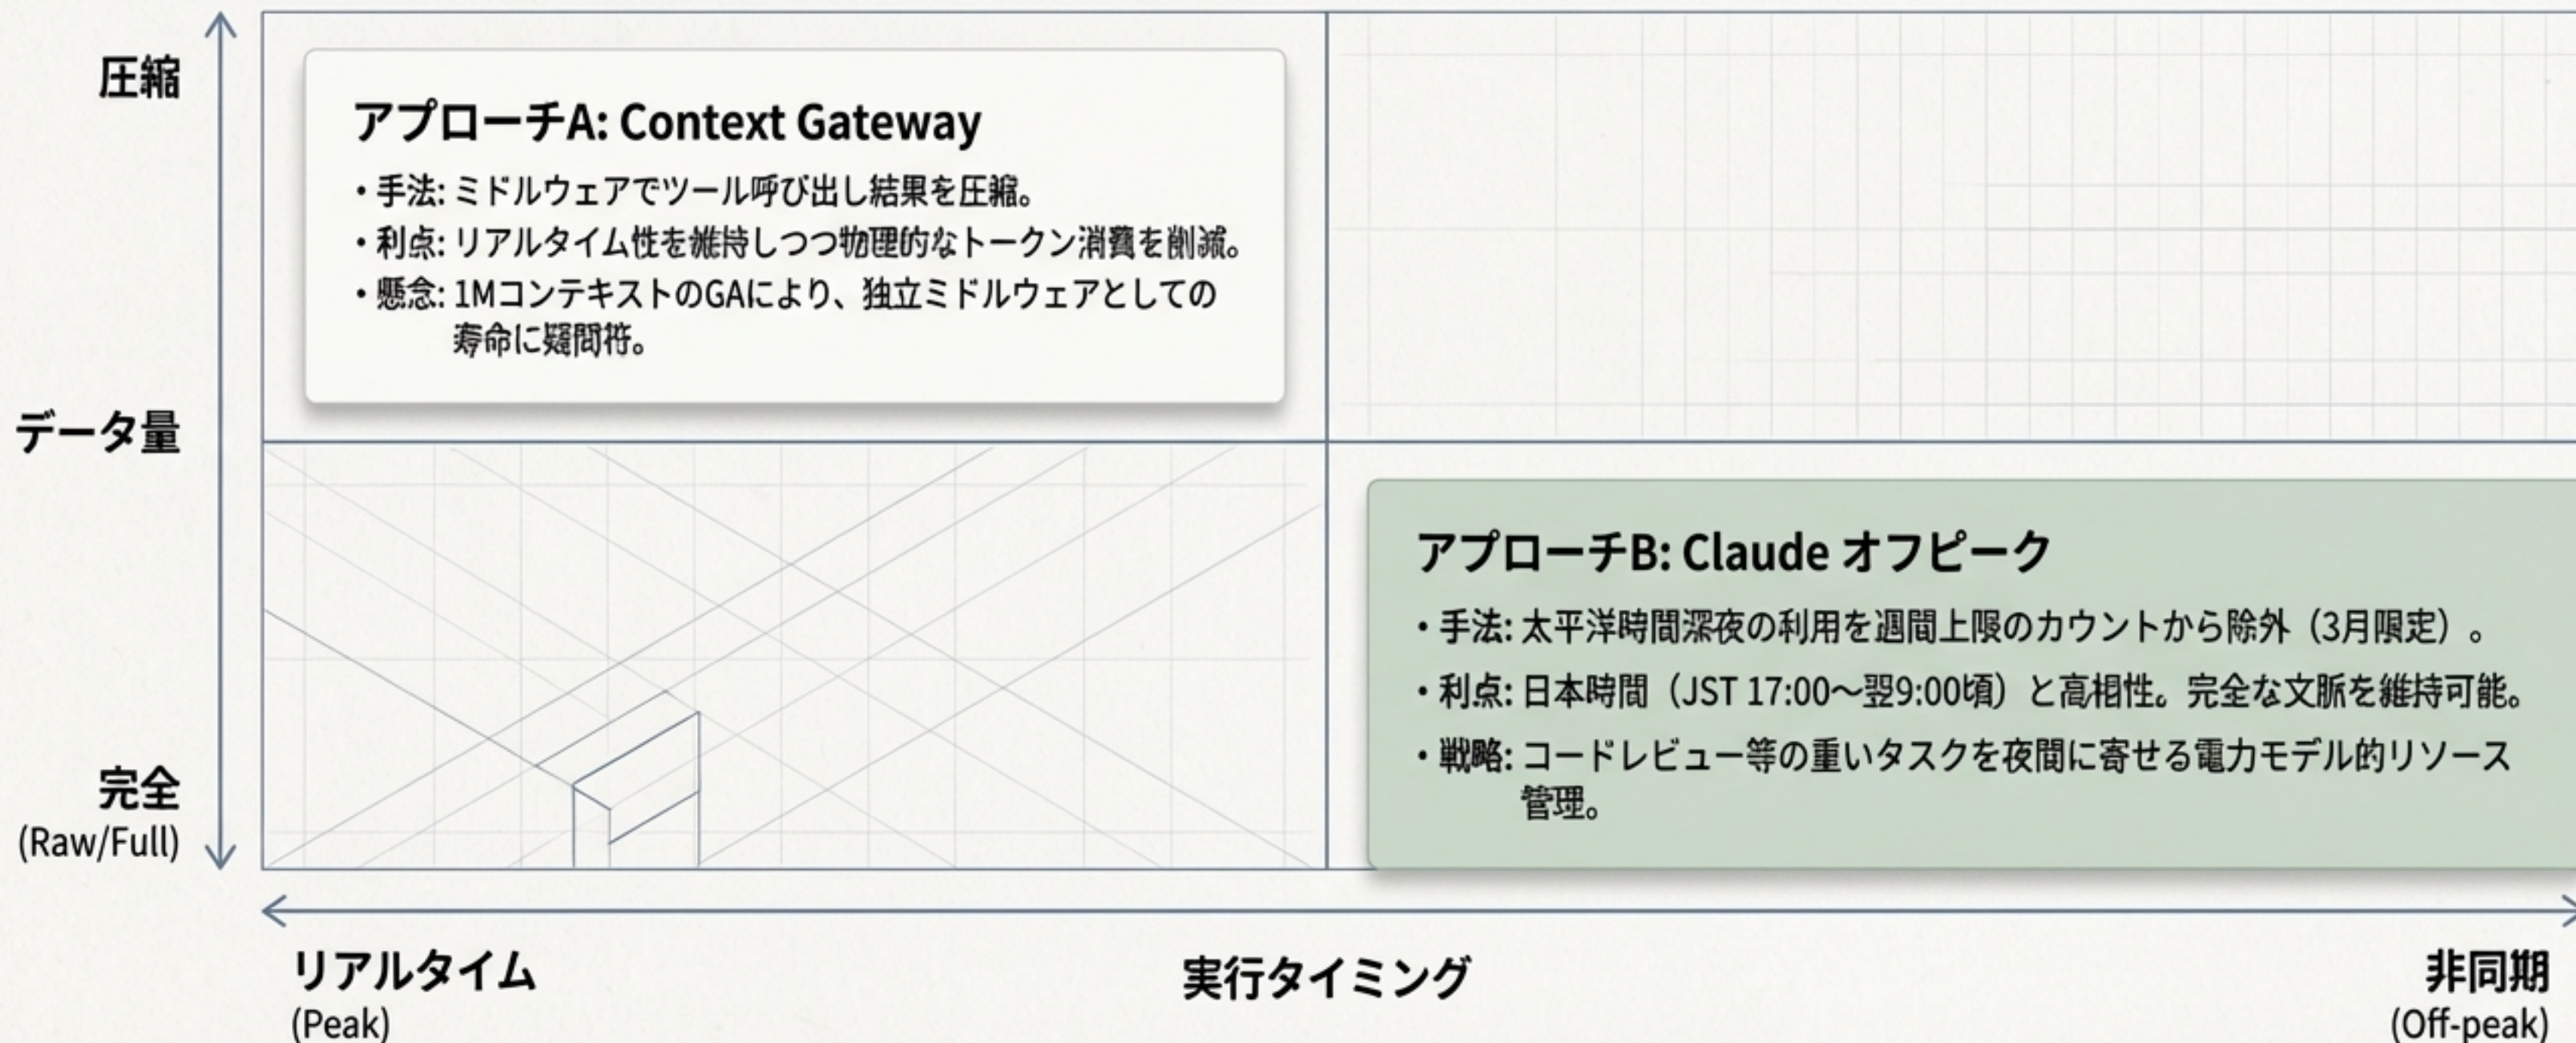 圧縮
アプローチA: Context Gateway
・手法: ミドルウェアでツール呼び出し結果を圧縮。
・利点: リアルタイム性を維持しつつ物理的なトークン消費を削減。
・懸念: 1MコンテキストのGAにより、独立ミドルウェアとしての
寿命に疑問符。
データ量
アプローチB: Claude オフピーク
・手法: 太平洋時間深夜の利用を週間上限のカウントから除外（3月限定）。
・利点: 日本時間（JST 17:00〜翌9:00頃）と高相性。完全な文脈を維持可能。
・戦略: コードレビュー等の重いタスクを夜間に寄せる電力モデル的リソース
管理。
完全
(Raw/Full)
リアルタイム
(Peak)
実行タイミング
非同期
(Off-peak)